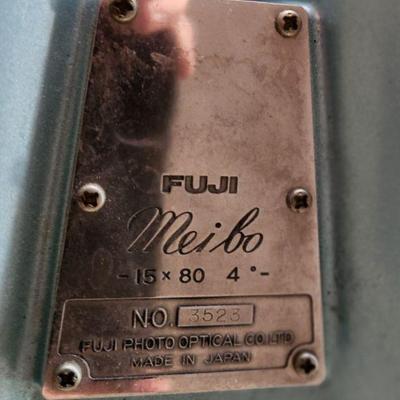 FUJI
Meibo
-15×80 4°-
NO. 3523
FUJI PHOTO OPTICAL CO. LTD.
MADE IN JAPAN